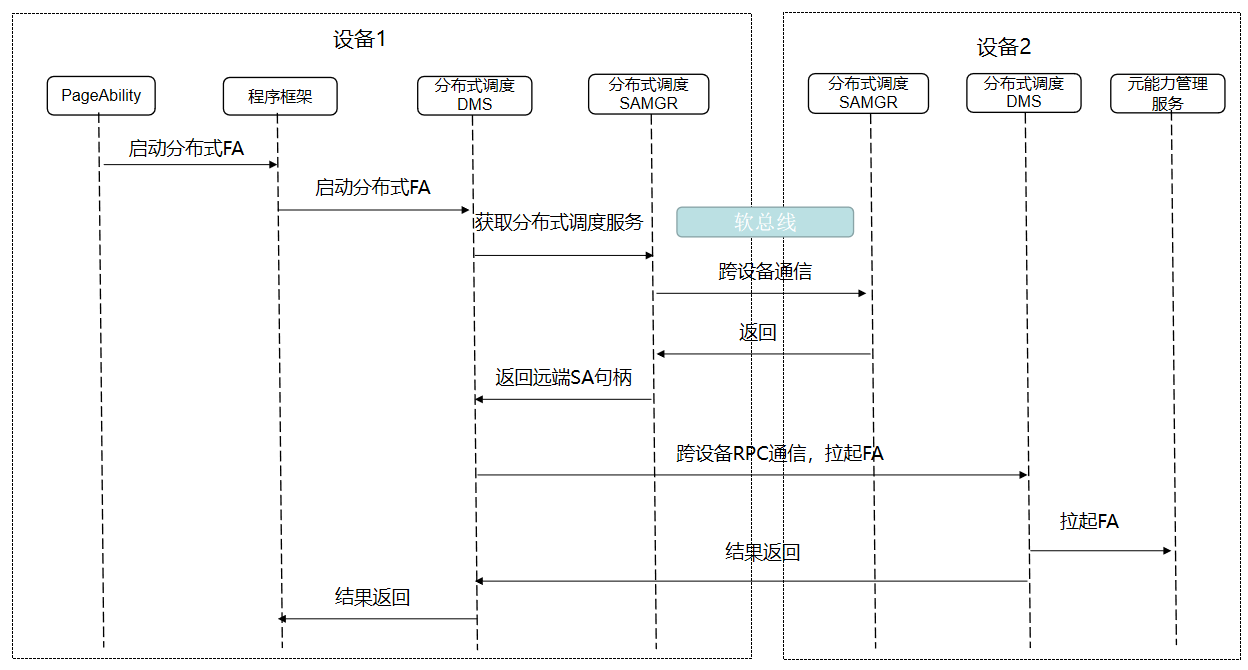 设备1
设备2
PageAbility
程序框架
分布式调度
DMS
分布式调度
SAMGR
分布式调度
SAMGR
分布式调度
DMS
元能力管理
服务
启动分布式FA
启动分布式FA
获取分布式调度服务
软总线
跨设备通信
返回
返回远端SA句柄
跨设备RPC通信，拉起FA
拉起FA
结果返回
结果返回